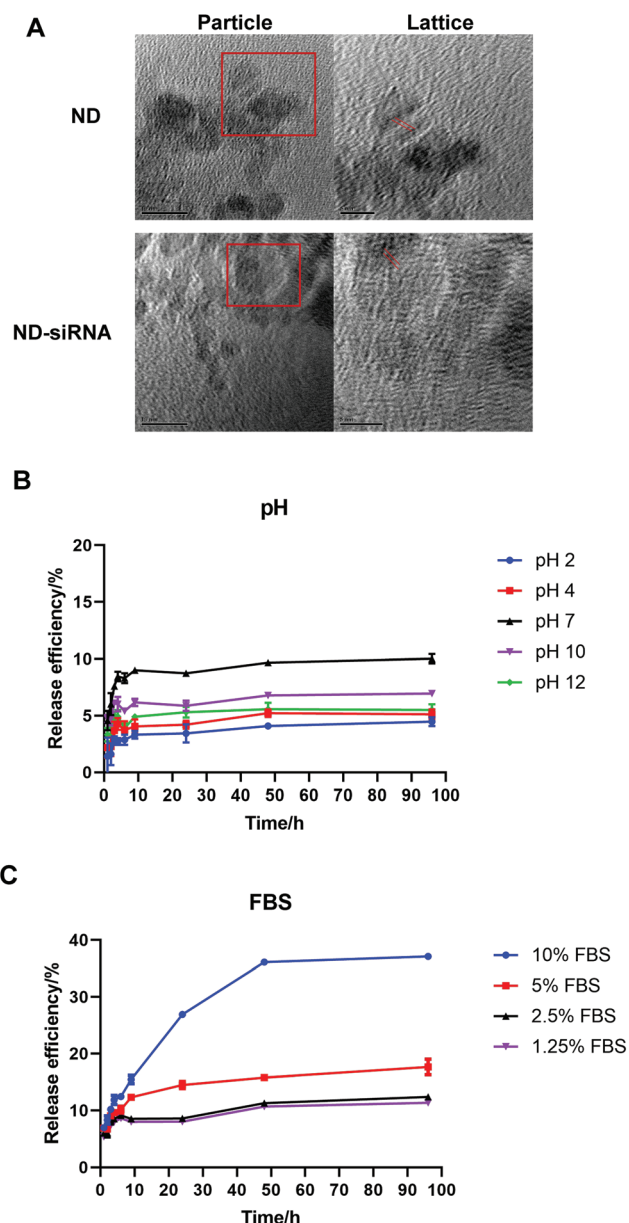 A
Particle
Lattice
ND
ND-siRNA
B
pH
20
15
10
5
0
Release efficiency/%
0 10 20 30 40 50 60 70 80 90 100
Time/h
pH 2
pH 4
pH 7
pH 10
pH 12
C
FBS
40
30
20
10
0
Release efficiency/%
0 10 20 30 40 50 60 70 80 90 100
Time/h
10% FBS
5% FBS
2.5% FBS
1.25% FBS